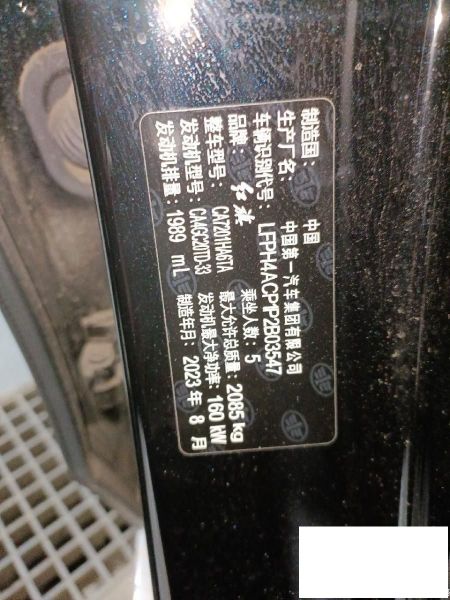 制造国: 中国
生产厂名: 中国第一汽车集团有限公司
车辆识别代号: LFPH4ACP1P2B03547
品牌: 红旗 乘坐人数: 5
整车型号: CA7201HA6TA 最大允许总质量: 2085 kg
发动机型号: CA4GC20TD-33 发动机最大净功率: 160 kW
发动机排量: 1989 mL 制造年月: 2023 年 8 月